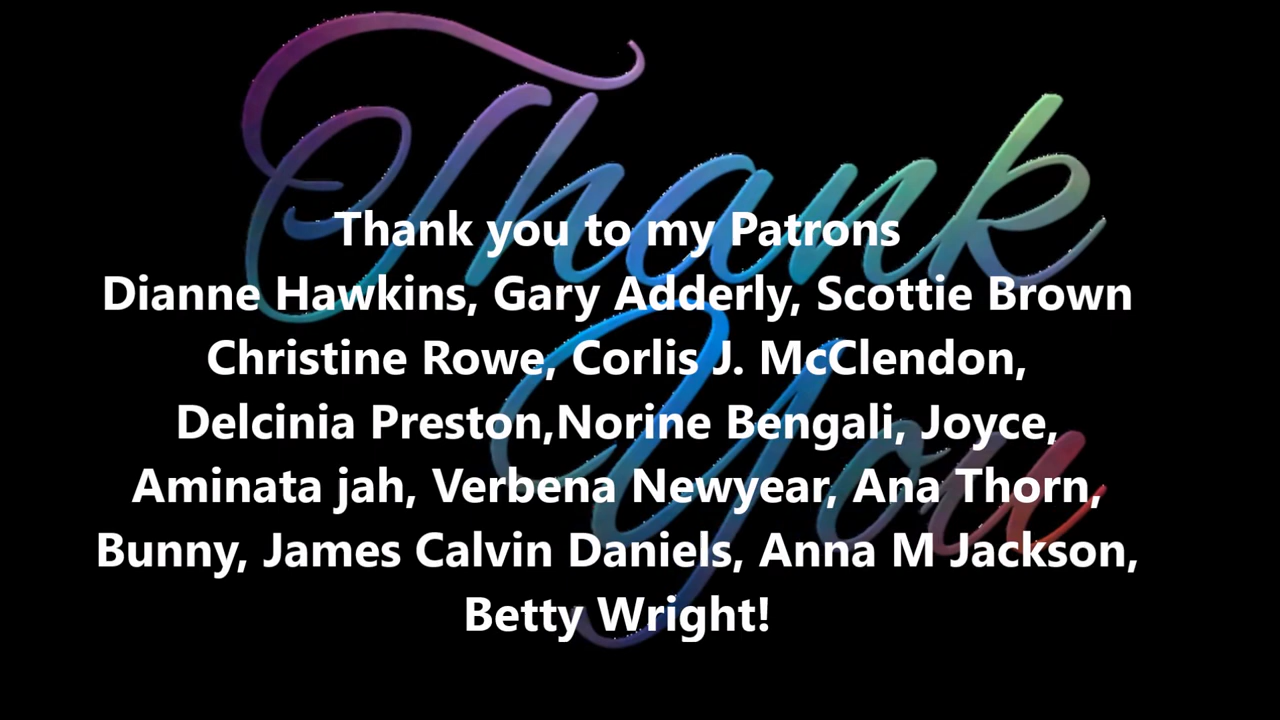 Thank
You
Thank you to my Patrons
Dianne Hawkins, Gary Adderly, Scottie Brown
Christine Rowe, Corlis J. McClendon,
Delcinia Preston,Norine Bengali, Joyce,
Aminata jah, Verbena Newyear, Ana Thorn,
Bunny, James Calvin Daniels, Anna M Jackson,
Betty Wright!